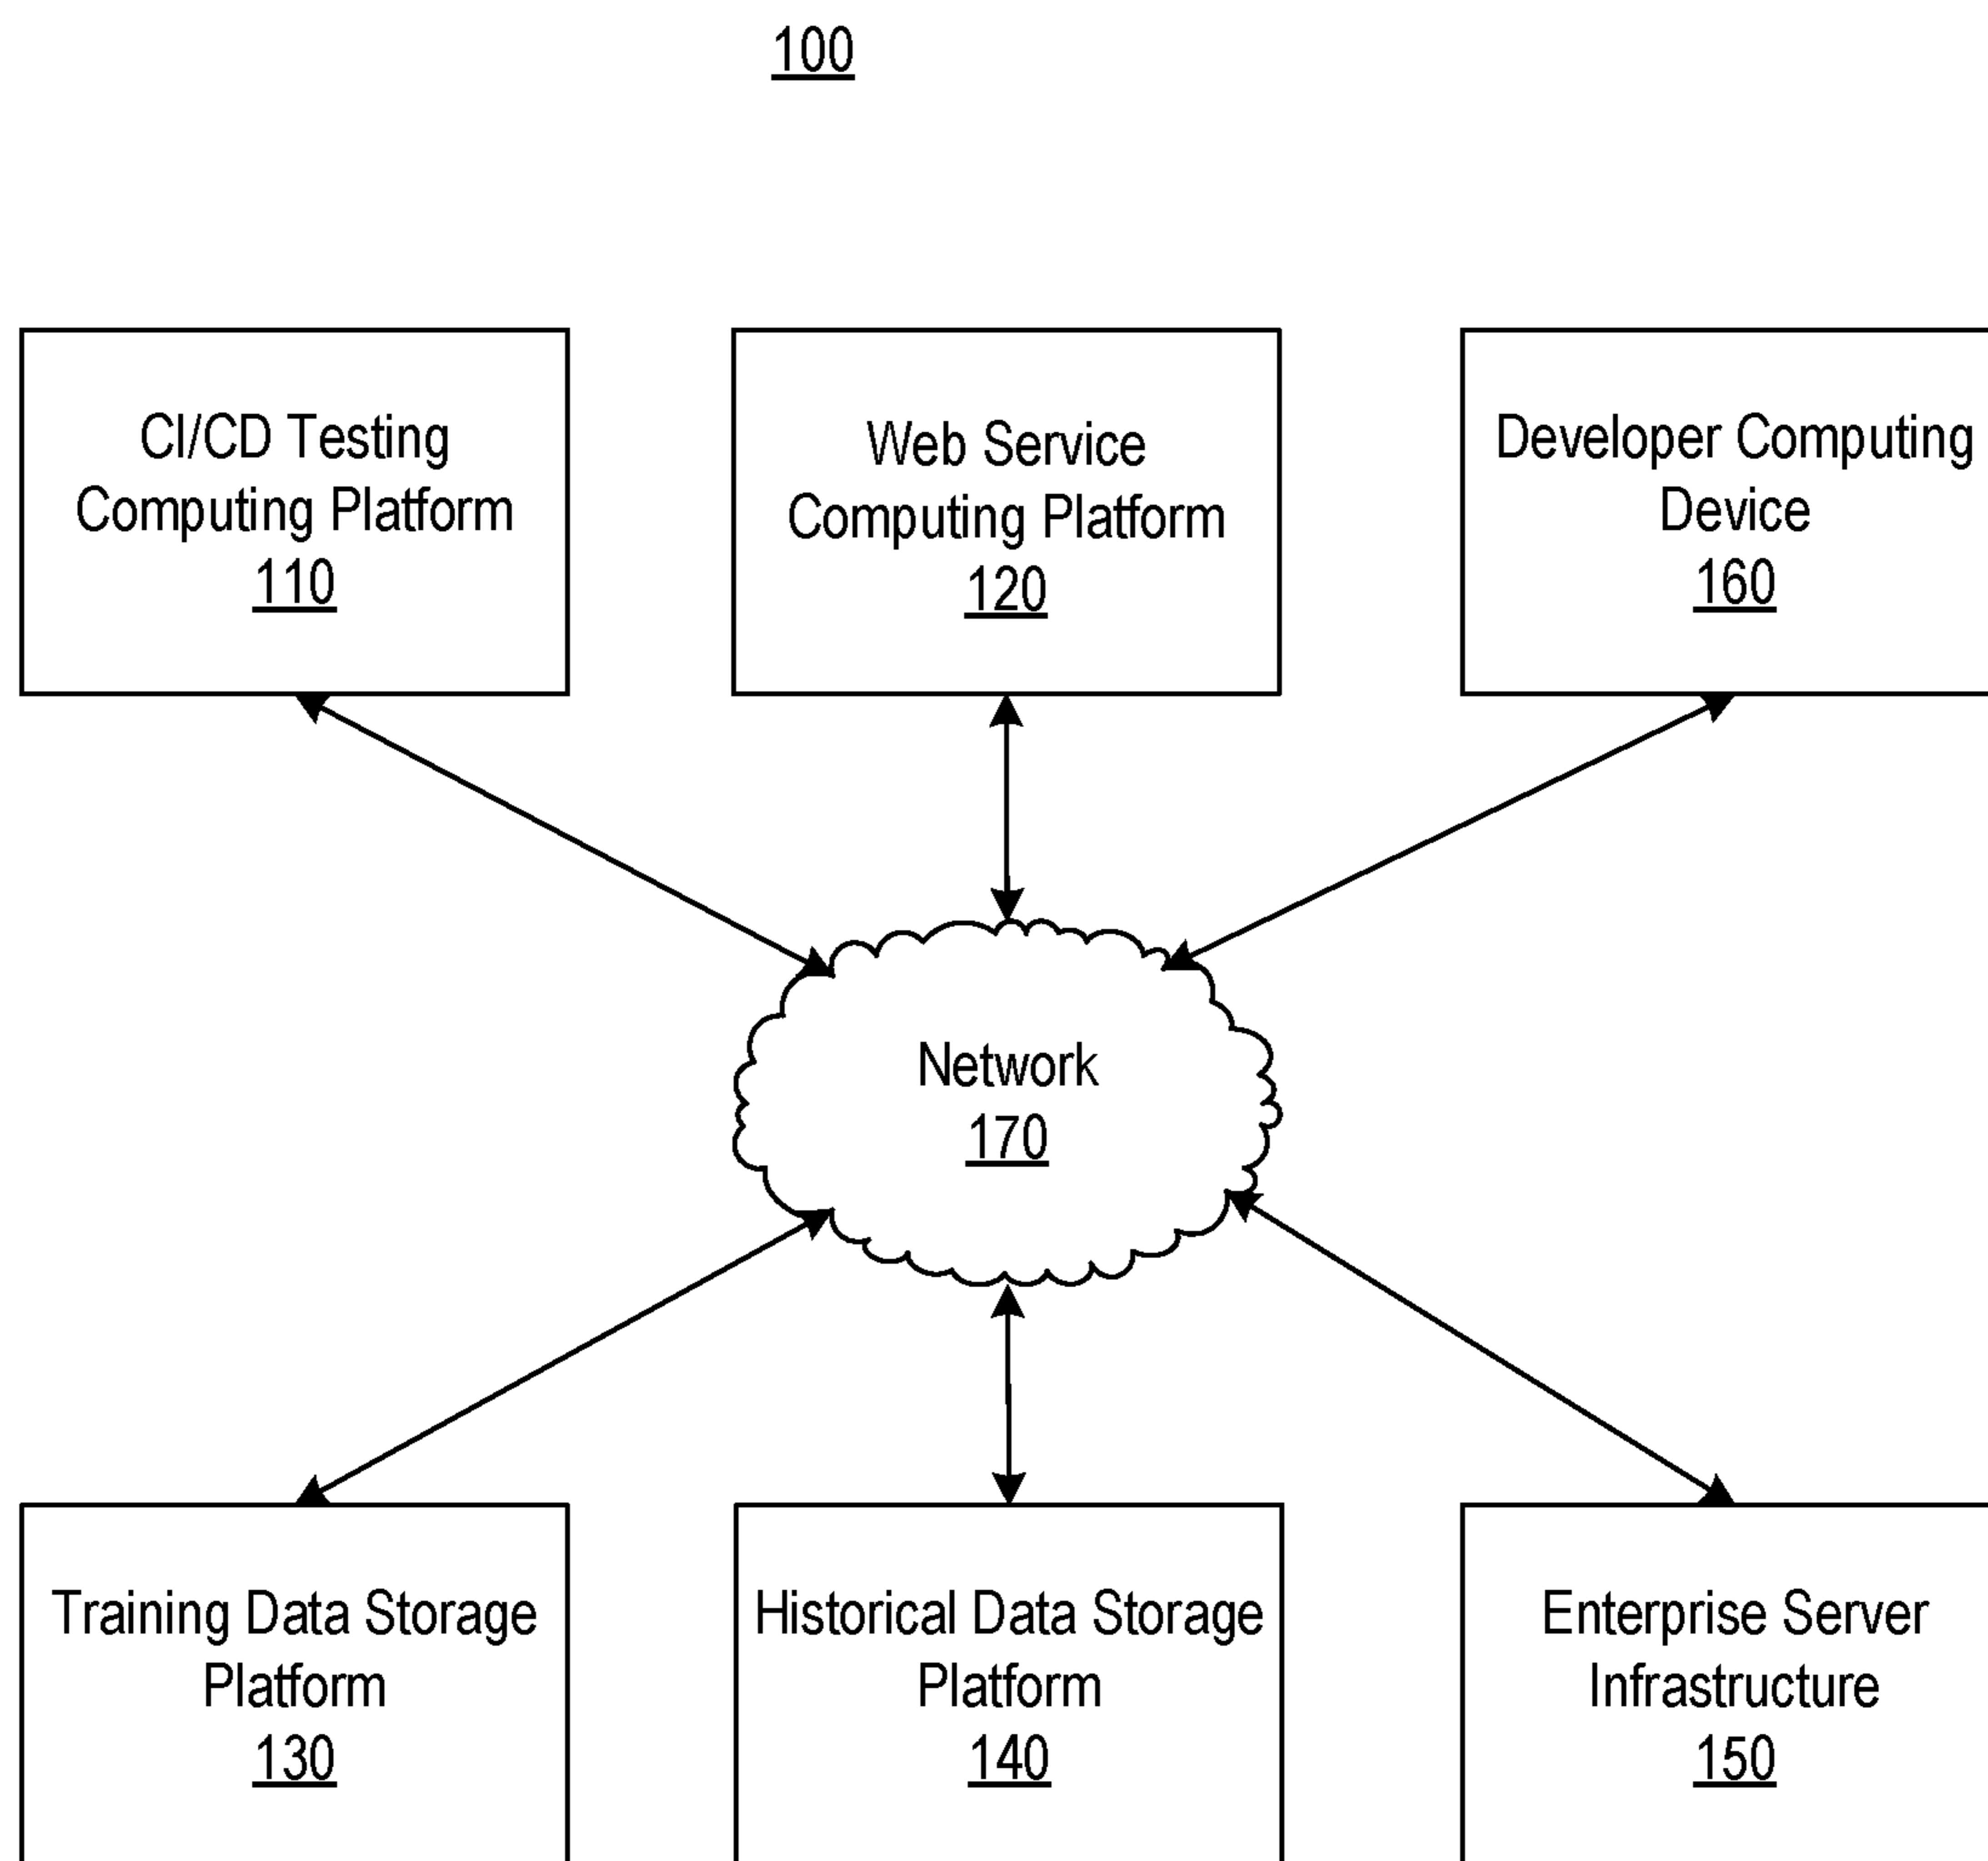 100
CI/CD Testing
Computing Platform
110
Web Service
Computing Platform
120
Developer Computing
Device
160
Network
170
Training Data Storage
Platform
130
Historical Data Storage
Platform
140
Enterprise Server
Infrastructure
150